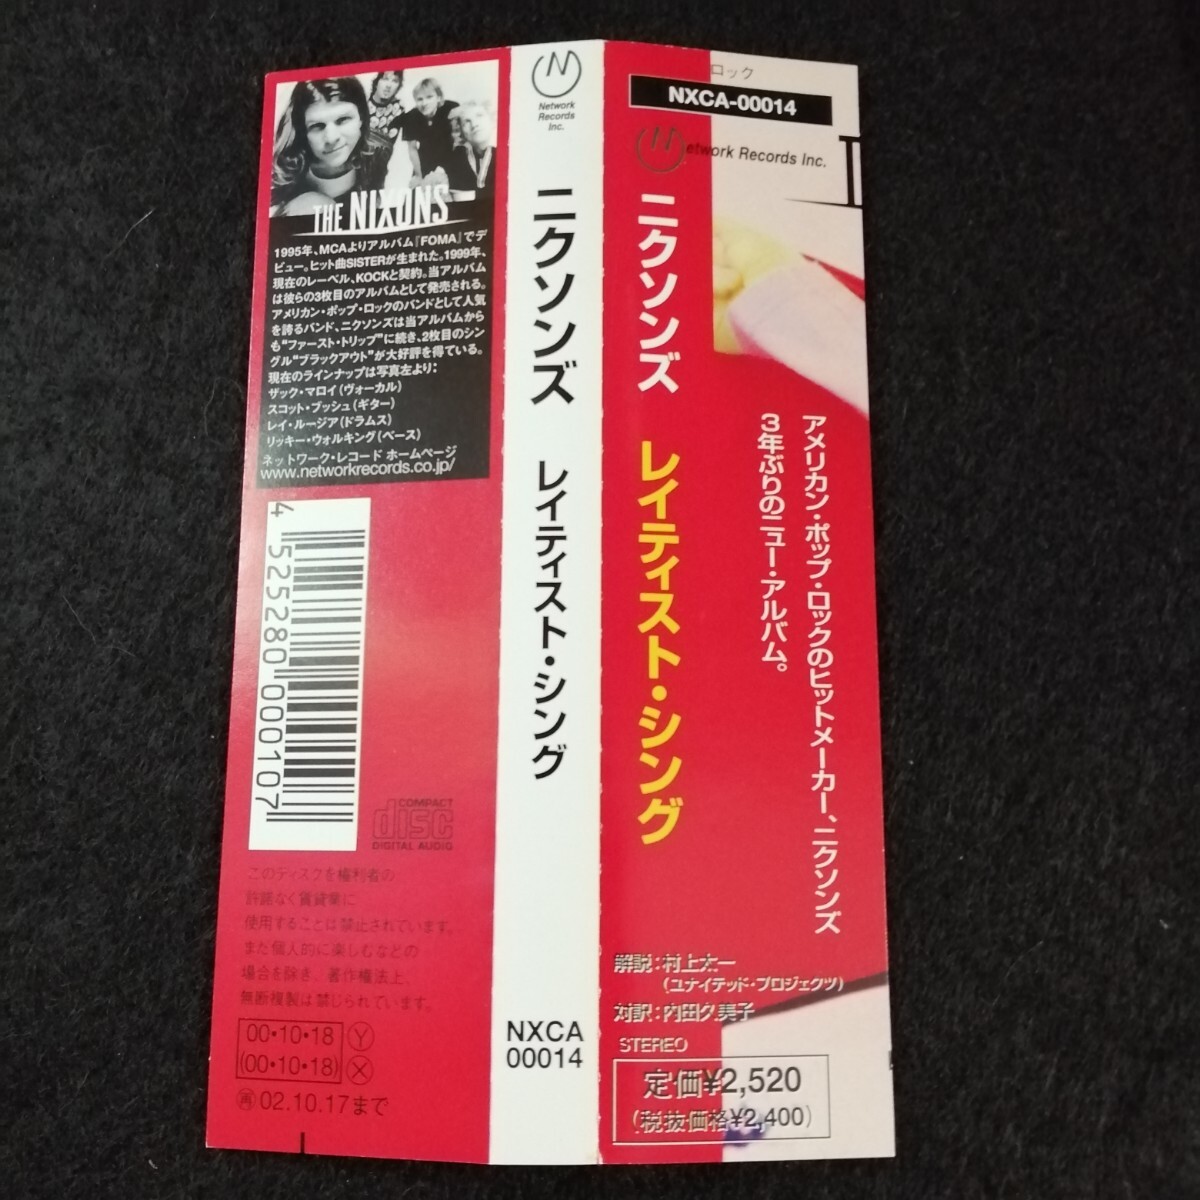 THE NIXONS
1995年、MCAよりアルバム『FOMA』でデ
ビュー。ヒット曲SISTERが生まれた。1999年、
現在のレーベル、KOCKと契約。当アルバム
は彼らの3枚目のアルバムとして発売される。
アメリカン・ポップ・ロックのバンドとして人気
を誇るバンド、ニクソンズは当アルバムから
も"ファースト・トリップ"に続き、2枚目のシン
グル"ブラックアウト"が大好評を得ている。
現在のラインナップは写真左より:
ザック・マロイ(ヴォーカル)
スコット・ブッシュ(ギター)
レイ・ルージア(ドラムス)
リッキー・ウォルキング(ベース)
ネットワーク・レコード ホームページ
www.networkrecords.co.jp/
4 525280 000107
COMPACT
disc
DIGITAL AUDIO
このディスクを権利者の
許諾なく賃貸業に
使用することは禁止されています。
また個人的に楽しむなどの
場合を除き、著作権法上、
無断複製は禁じられています。
00・10・18 Ⓨ
(00・10・18) Ⓧ
㊢02.10.17まで
N
Network
Records
Inc.
ニクソンズ レイティスト・シング
NXCA
00014
ロック
NXCA-00014
Network Records Inc.
ニクソンズ レイティスト・シング
アメリカン・ポップ・ロックのヒットメーカー、ニクソンズ
3年ぶりのニュー・アルバム。
解説:村上太一
(ユナイテッド・プロジェクツ)
対訳:内田久美子
STEREO
定価¥2,520
(税抜価格¥2,400)